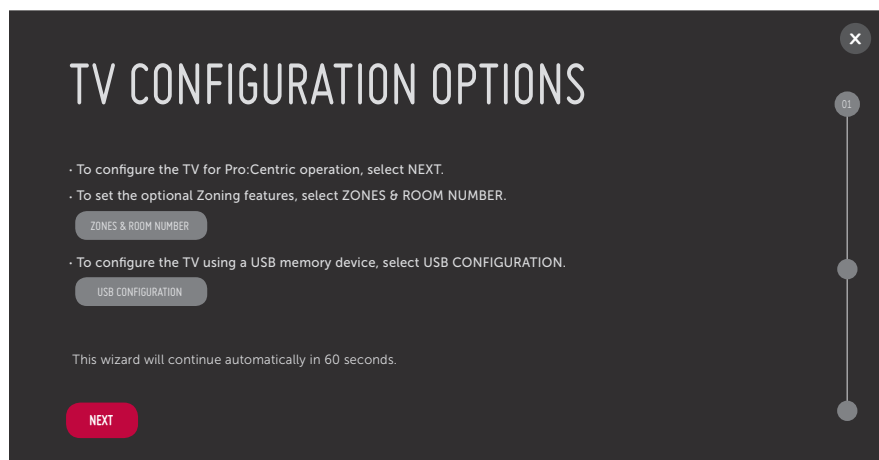 X
TV CONFIGURATION OPTIONS
01
· To configure the TV for Pro:Centric operation, select NEXT.
· To set the optional Zoning features, select ZONES & ROOM NUMBER.
ZONES & ROOM NUMBER
· To configure the TV using a USB memory device, select USB CONFIGURATION.
USB CONFIGURATION
This wizard will continue automatically in 60 seconds.
NEXT